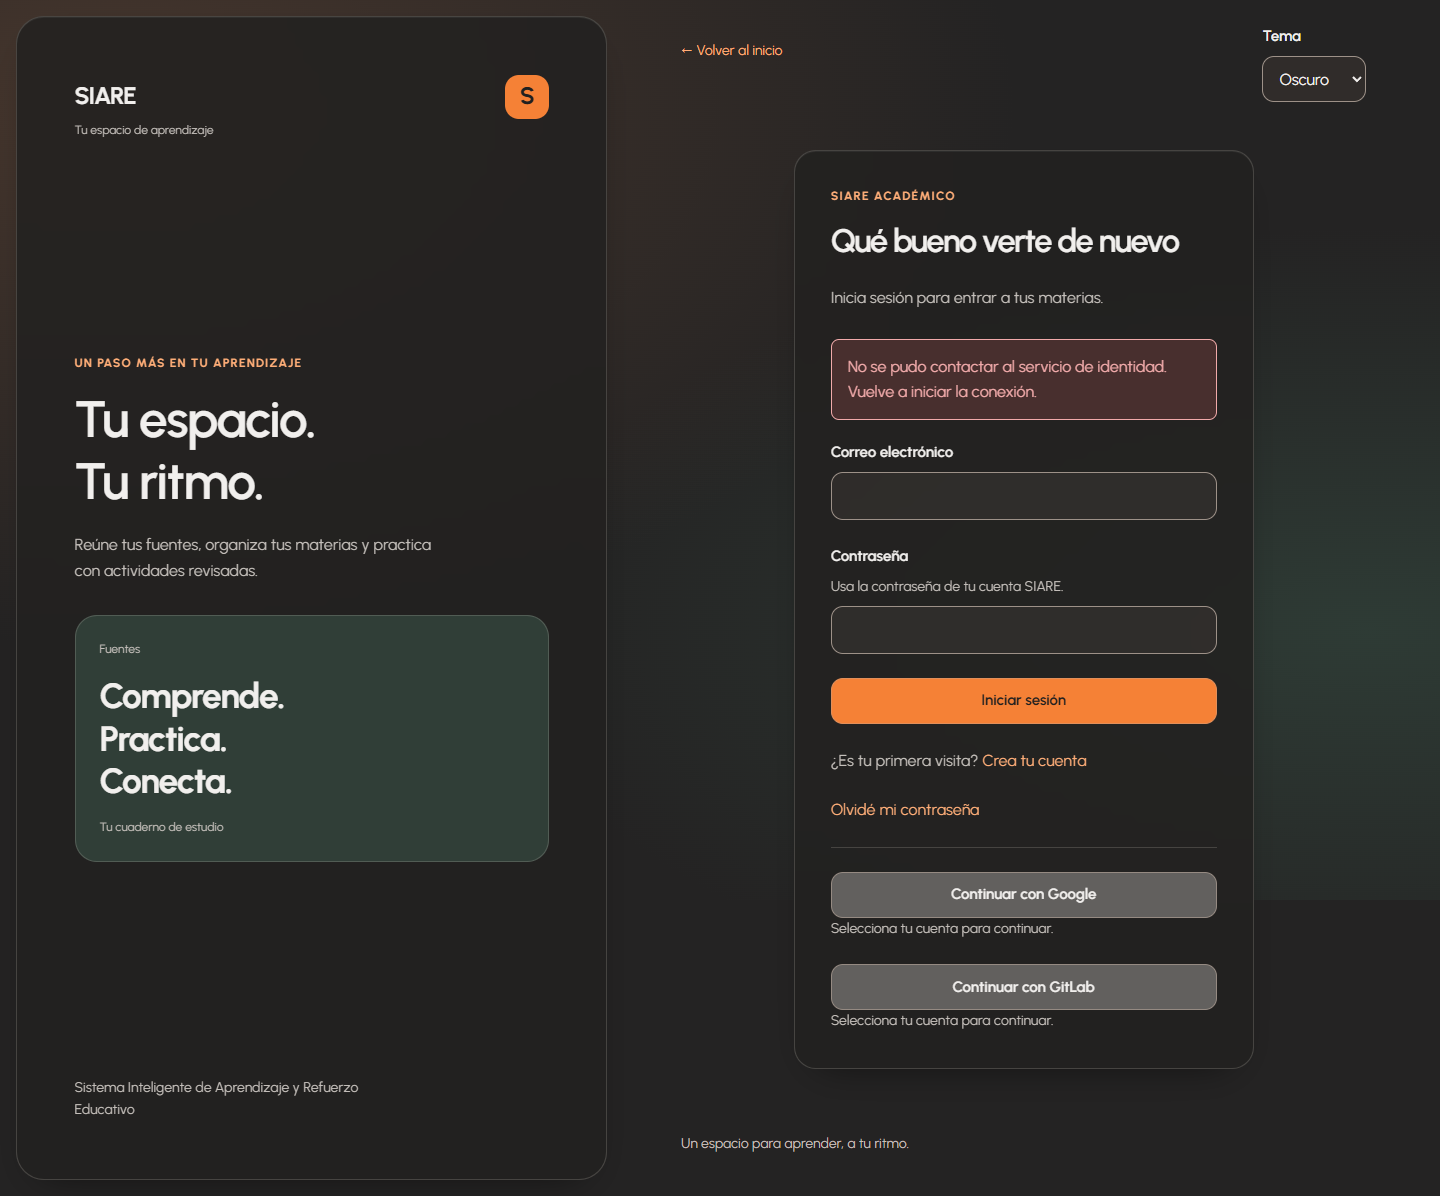 SIARE
S
Tu espacio de aprendizaje
UN PASO MÁS EN TU APRENDIZAJE
Tu espacio.
Tu ritmo.
Reúne tus fuentes, organiza tus materias y practica
con actividades revisadas.
Fuentes
Comprende.
Practica.
Conecta.
Tu cuaderno de estudio
Sistema Inteligente de Aprendizaje y Refuerzo
Educativo
← Volver al inicio
Tema
Oscuro
SIARE ACADÉMICO
Qué bueno verte de nuevo
Inicia sesión para entrar a tus materias.
No se pudo contactar al servicio de identidad.
Vuelve a iniciar la conexión.
Correo electrónico
Contraseña
Usa la contraseña de tu cuenta SIARE.
Iniciar sesión
¿Es tu primera visita? Crea tu cuenta
Olvidé mi contraseña
Continuar con Google
Selecciona tu cuenta para continuar.
Continuar con GitLab
Selecciona tu cuenta para continuar.
Un espacio para aprender, a tu ritmo.